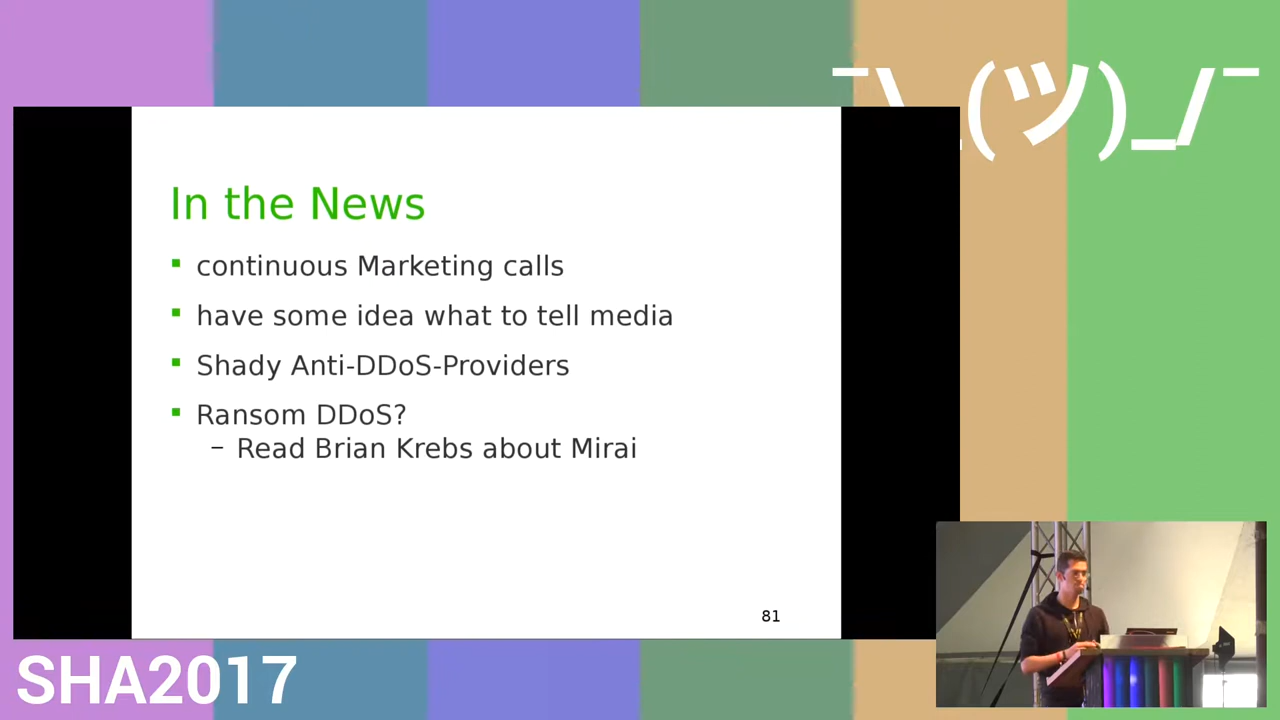 ¯\_(ツ)_/¯
In the News
continuous Marketing calls
have some idea what to tell media
Shady Anti-DDoS-Providers
Ransom DDoS?
– Read Brian Krebs about Mirai
81
SHA2017